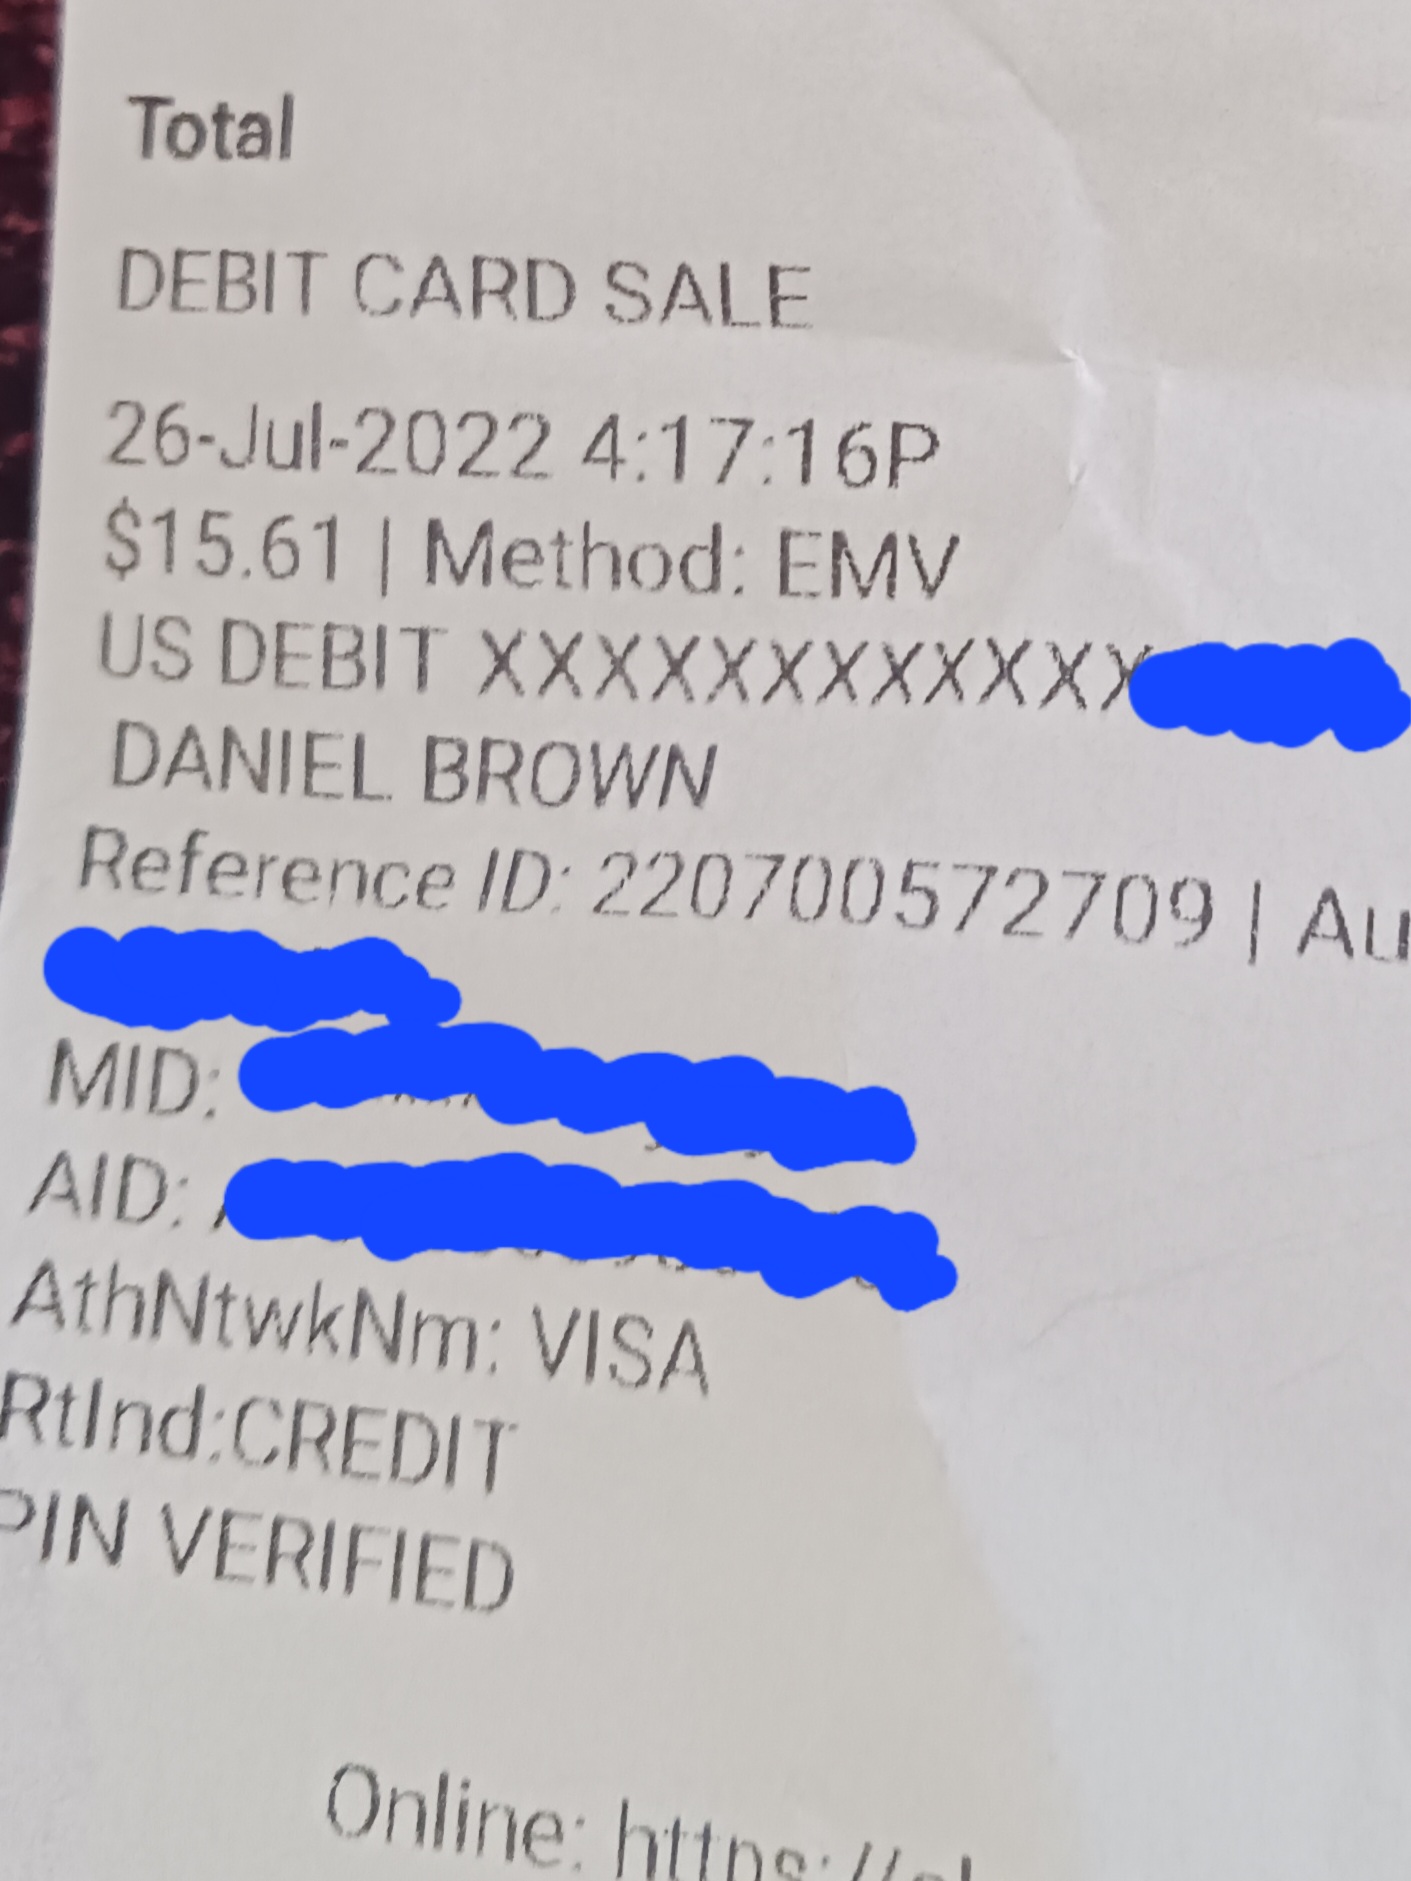 Total
DEBIT CARD SALE
26-Jul-2022 4:17:16P
$15.61 | Method: EMV
US DEBIT XXXXXXXXXXXX
DANIEL BROWN
Reference ID: 220700572709 | Au
MID:
AID:
AthNtwkNm: VISA
RtInd:CREDIT
PIN VERIFIED
Online: https://